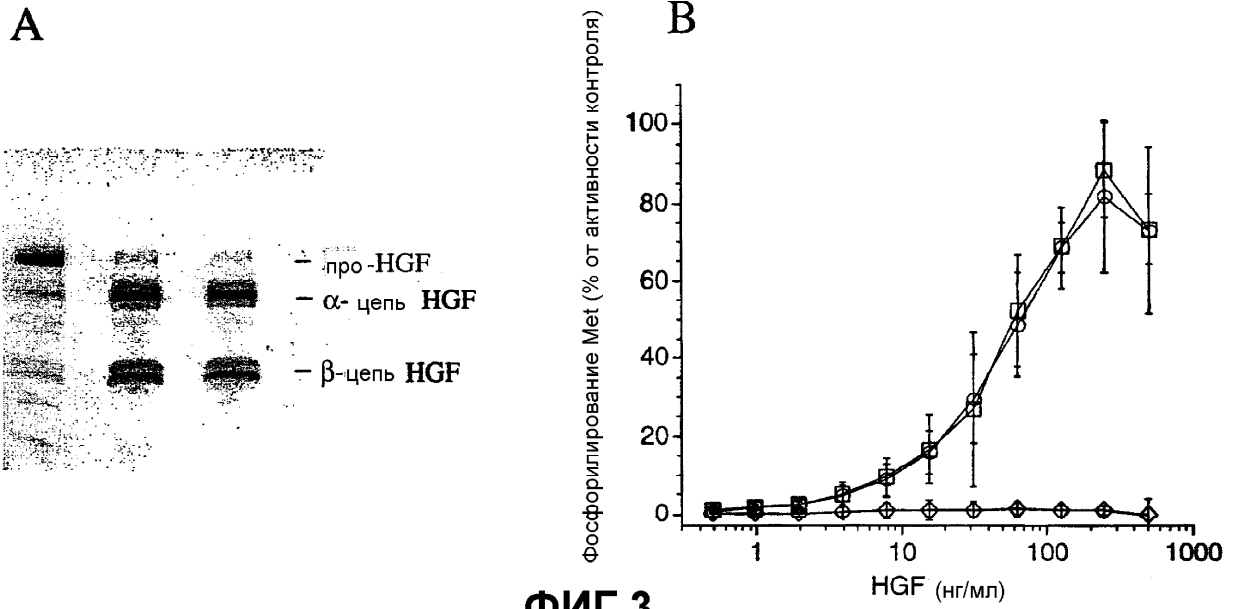 A
про-HGF
α- цепь HGF
β-цепь HGF
B
Фосфорилирование Met (% от активности контроля)
100
80
60
40
20
0
1
10
100
1000
HGF (нг/мл)
ФИГ.3